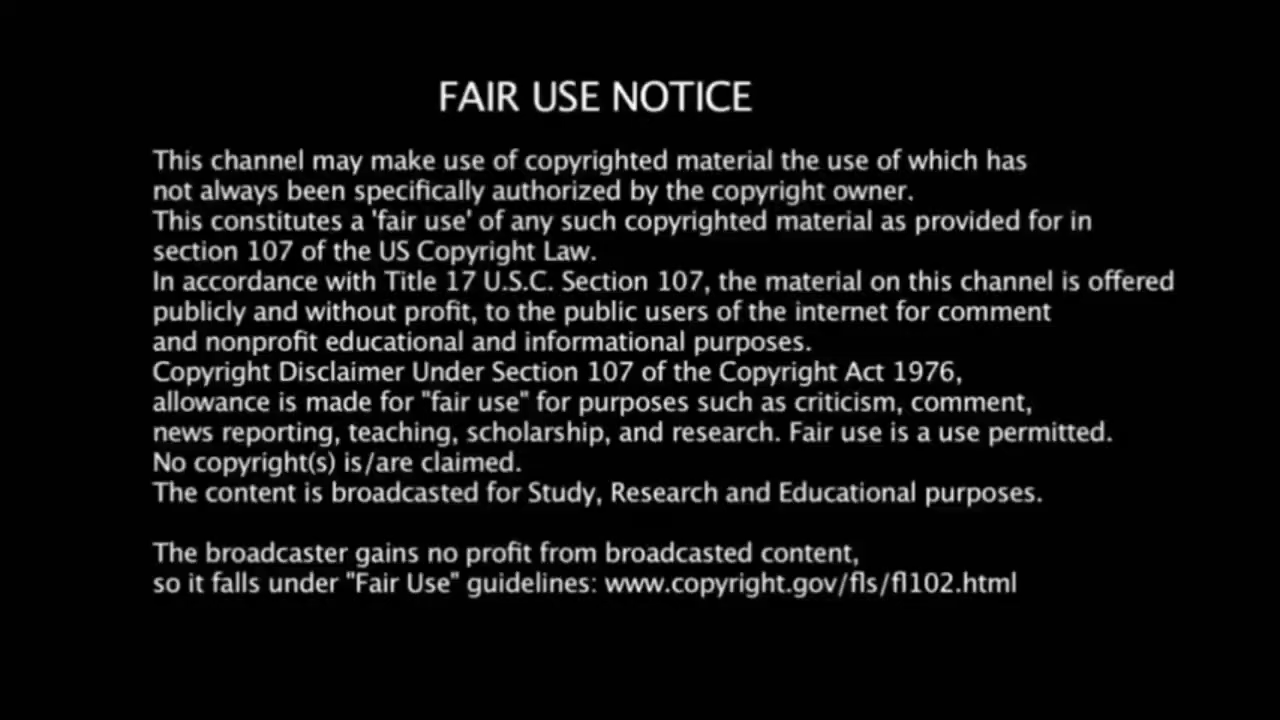 FAIR USE NOTICE
This channel may make use of copyrighted material the use of which has
not always been specifically authorized by the copyright owner.
This constitutes a 'fair use' of any such copyrighted material as provided for in
section 107 of the US Copyright Law.
In accordance with Title 17 U.S.C. Section 107, the material on this channel is offered
publicly and without profit, to the public users of the internet for comment
and nonprofit educational and informational purposes.
Copyright Disclaimer Under Section 107 of the Copyright Act 1976,
allowance is made for "fair use" for purposes such as criticism, comment,
news reporting, teaching, scholarship, and research. Fair use is a use permitted.
No copyright(s) is/are claimed.
The content is broadcasted for Study, Research and Educational purposes.
The broadcaster gains no profit from broadcasted content,
so it falls under "Fair Use" guidelines: www.copyright.gov/fls/fl102.html